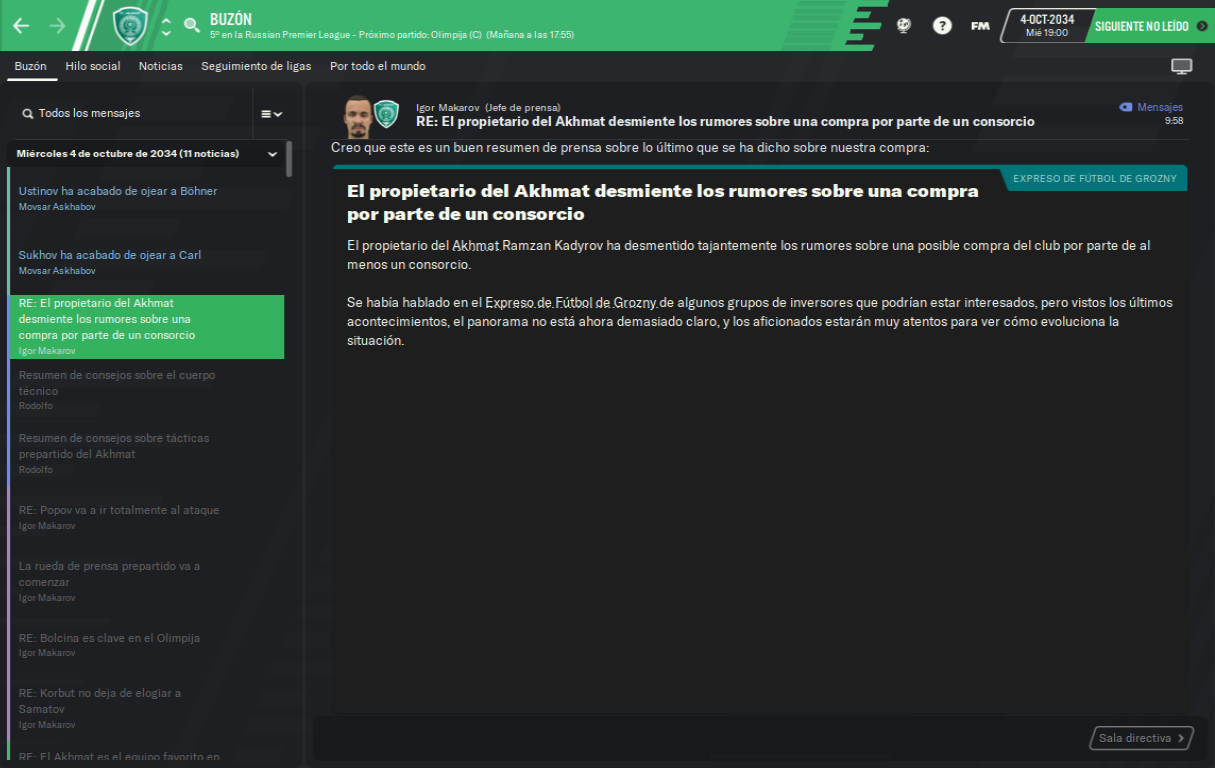 BUZÓN
5º en la Russian Premier League - Próximo partido: Olimpija (C) (Mañana a las 17:55)
?
FM
4-OCT-2034
Mié 19:00
SIGUIENTE NO LEÍDO
Buzón Hilo social Noticias Seguimiento de ligas Por todo el mundo
Todos los mensajes
Miércoles 4 de octubre de 2034 (11 noticias)
Ustinov ha acabado de ojear a Böhner
Movsar Askhabov
Sukhov ha acabado de ojear a Carl
Movsar Askhabov
RE: El propietario del Akhmat
desmiente los rumores sobre una
compra por parte de un consorcio
Igor Makarov
Resumen de consejos sobre el cuerpo
técnico
Rodolfo
Resumen de consejos sobre tácticas
prepartido del Akhmat
Rodolfo
RE: Popov va a ir totalmente al ataque
Igor Makarov
La rueda de prensa prepartido va a
comenzar
Igor Makarov
RE: Bolcina es clave en el Olimpija
Igor Makarov
RE: Korbut no deja de elogiar a
Samatov
Igor Makarov
RE: El Akhmat es el equipo favorito en
Igor Makarov (Jefe de prensa)
RE: El propietario del Akhmat desmiente los rumores sobre una compra por parte de un consorcio
Mensajes
9:58
Creo que este es un buen resumen de prensa sobre lo último que se ha dicho sobre nuestra compra:
EXPRESO DE FÚTBOL DE GROZNY
El propietario del Akhmat desmiente los rumores sobre una compra
por parte de un consorcio
El propietario del Akhmat Ramzan Kadyrov ha desmentido tajantemente los rumores sobre una posible compra del club por parte de al
menos un consorcio.
Se había hablado en el Expreso de Fútbol de Grozny de algunos grupos de inversores que podrían estar interesados, pero vistos los últimos
acontecimientos, el panorama no está ahora demasiado claro, y los aficionados estarán muy atentos para ver cómo evoluciona la
situación.
Sala directiva